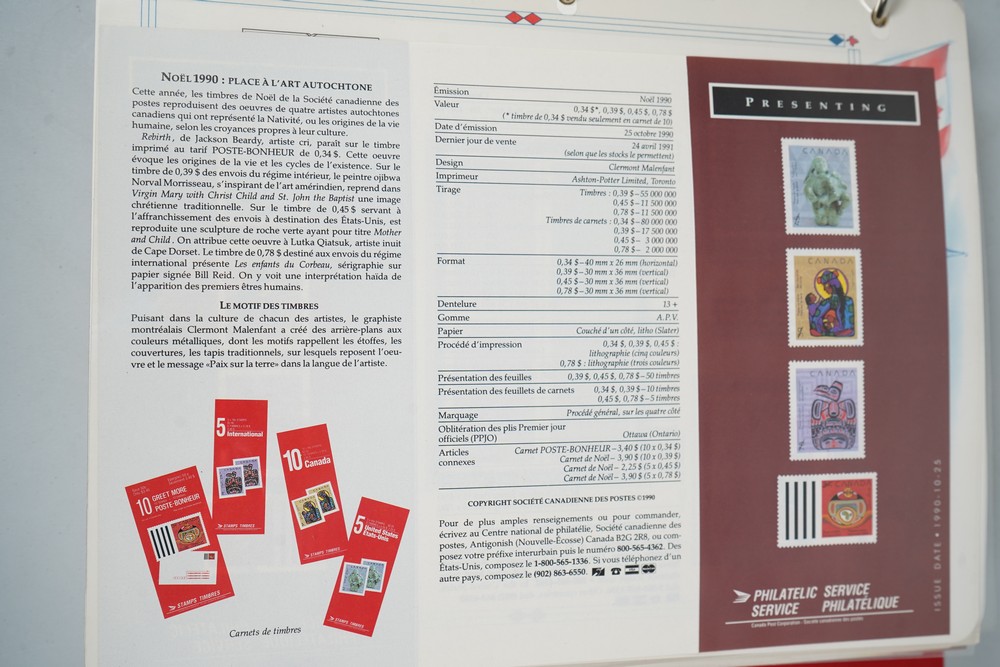 NOËL 1990 : PLACE À L'ART AUTOCHTONE
Cette année, les timbres de Noël de la Société canadienne des
postes reproduisent des oeuvres de quatre artistes autochtones
canadiens qui ont représenté la Nativité, ou les origines de la vie
humaine, selon les croyances propres à leur culture.
Rebirth, de Jackson Beardy, artiste cri, paraît sur le timbre
imprimé au tarif POSTE-BONHEUR de 0,34 $. Cette oeuvre
évoque les origines de la vie et les cycles de l'existence. Sur le
timbre de 0,39 $ des envois du régime intérieur, le peintre ojibwa
Norval Morrisseau, s'inspirant de l'art amérindien, reprend dans
Virgin Mary with Christ Child and St. John the Baptist une image
chrétienne traditionnelle. Sur le timbre de 0,45 $ servant à
l'affranchissement des envois à destination des États-Unis, est
reproduite une sculpture de roche verte ayant pour titre Mother
and Child. On attribue cette oeuvre à Lutka Qiatsuk, artiste inuit
de Cape Dorset. Le timbre de 0,78 $ destiné aux envois du régime
international présente Les enfants du Corbeau, sérigraphie sur
papier signée Bill Reid. On y voit une interprétation haïda de
l'apparition des premiers êtres humains.
LE MOTIF DES TIMBRES
Puisant dans la culture de chacun des artistes, le graphiste
montréalais Clermont Malenfant a créé des arrière-plans aux
couleurs métalliques, dont les motifs rappellent les étoffes, les
couvertures, les tapis traditionnels, sur lesquels reposent l'oeu-
vre et le message «Paix sur la terre» dans la langue de l'artiste.
5
International
STAMPS TIMBRES
10
Canada
STAMPS TIMBRES
10 GREET MORE
POSTE-BONHEUR
STAMPS TIMBRES
5 United States
États-Unis
STAMPS TIMBRES
Carnets de timbres
Émission Noël 1990
Valeur 0,34 $*, 0,39 $, 0,45 $, 0,78 $
(* timbre de 0,34 $ vendu seulement en carnet de 10)
Date d'émission 25 octobre 1990
Dernier jour de vente 24 avril 1991
(selon que les stocks le permettent)
Design Clermont Malenfant
Imprimeur Ashton-Potter Limited, Toronto
Tirage Timbres : 0,39 $–55 000 000
0,45 $–11 500 000
0,78 $–11 500 000
Timbres de carnets : 0,34 $–80 000 000
0,39 $–17 500 000
0,45 $– 3 000 000
0,78 $– 2 000 000
Format 0,34 $–40 mm x 26 mm (horizontal)
0,39 $–30 mm x 36 mm (vertical)
0,45 $–30 mm x 36 mm (vertical)
0,78 $–30 mm x 36 mm (vertical)
Dentelure 13 +
Gomme A.P.V.
Papier Couché d'un côté, litho (Slater)
Procédé d'impression 0,34 $, 0,39 $, 0,45 $ :
lithographie (cinq couleurs)
0,78 $ : lithographie (trois couleurs)
Présentation des feuilles 0,39 $, 0,45 $, 0,78 $–50 timbres
Présentation des feuillets de carnets 0,34 $, 0,39 $–10 timbres
0,45 $, 0,78 $–5 timbres
Marquage Procédé général, sur les quatre côté
Oblitération des plis Premier jour
officiels (PPJO) Ottawa (Ontario)
Articles Carnet POSTE-BONHEUR–3,40 $ (10 x 0,34 $)
connexes Carnet de Noël– 3,90 $ (10 x 0,39 $)
Carnet de Noël – 2,25 $ (5 x 0,45 $)
Carnet de Noël – 3,90 $ (5 x 0,78 $)
COPYRIGHT SOCIÉTÉ CANADIENNE DES POSTES ©1990
Pour de plus amples renseignements ou pour commander,
écrivez au Centre national de philatélie, Société canadienne des
postes, Antigonish (Nouvelle-Écosse) Canada B2G 2R8, ou com-
posez votre préfixe interurbain puis le numéro 800-565-4362. Des
États-Unis, composez le 1-800-565-1336. Si vous téléphonez d'un
autre pays, composez le (902) 863-6550.
PRESENTING
CANADA
CANADA
CANADA
PHILATELIC SERVICE
SERVICE PHILATÉLIQUE
Canada Post Corporation - Société canadienne des postes
ISSUE DATE • 1990-10-25